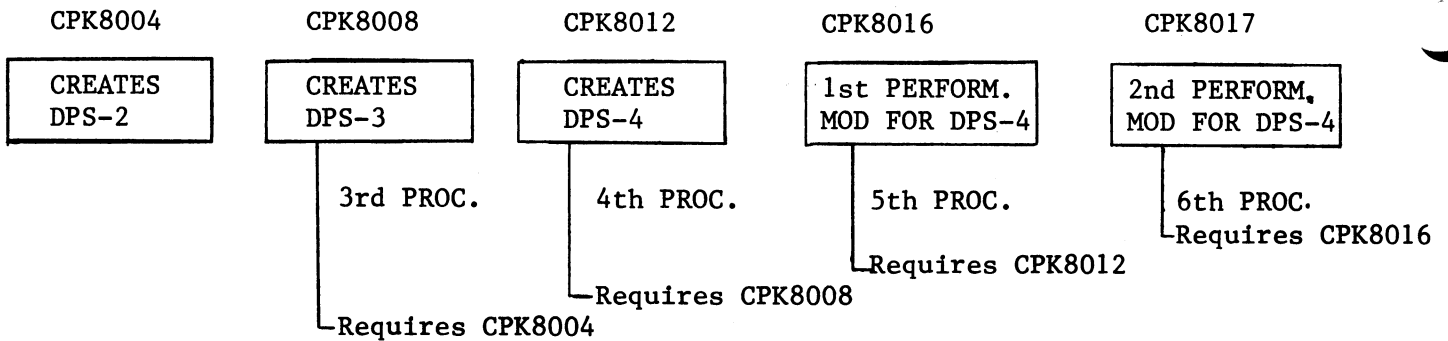 CPK8004 CPK8008 CPK8012 CPK8016 CPK8017
CREATES
DPS-2
CREATES
DPS-3
CREATES
DPS-4
1st PERFORM.
MOD FOR DPS-4
2nd PERFORM.
MOD FOR DPS-4
3rd PROC.
4th PROC.
5th PROC.
6th PROC.
Requires CPK8016
Requires CPK8012
Requires CPK8008
Requires CPK8004